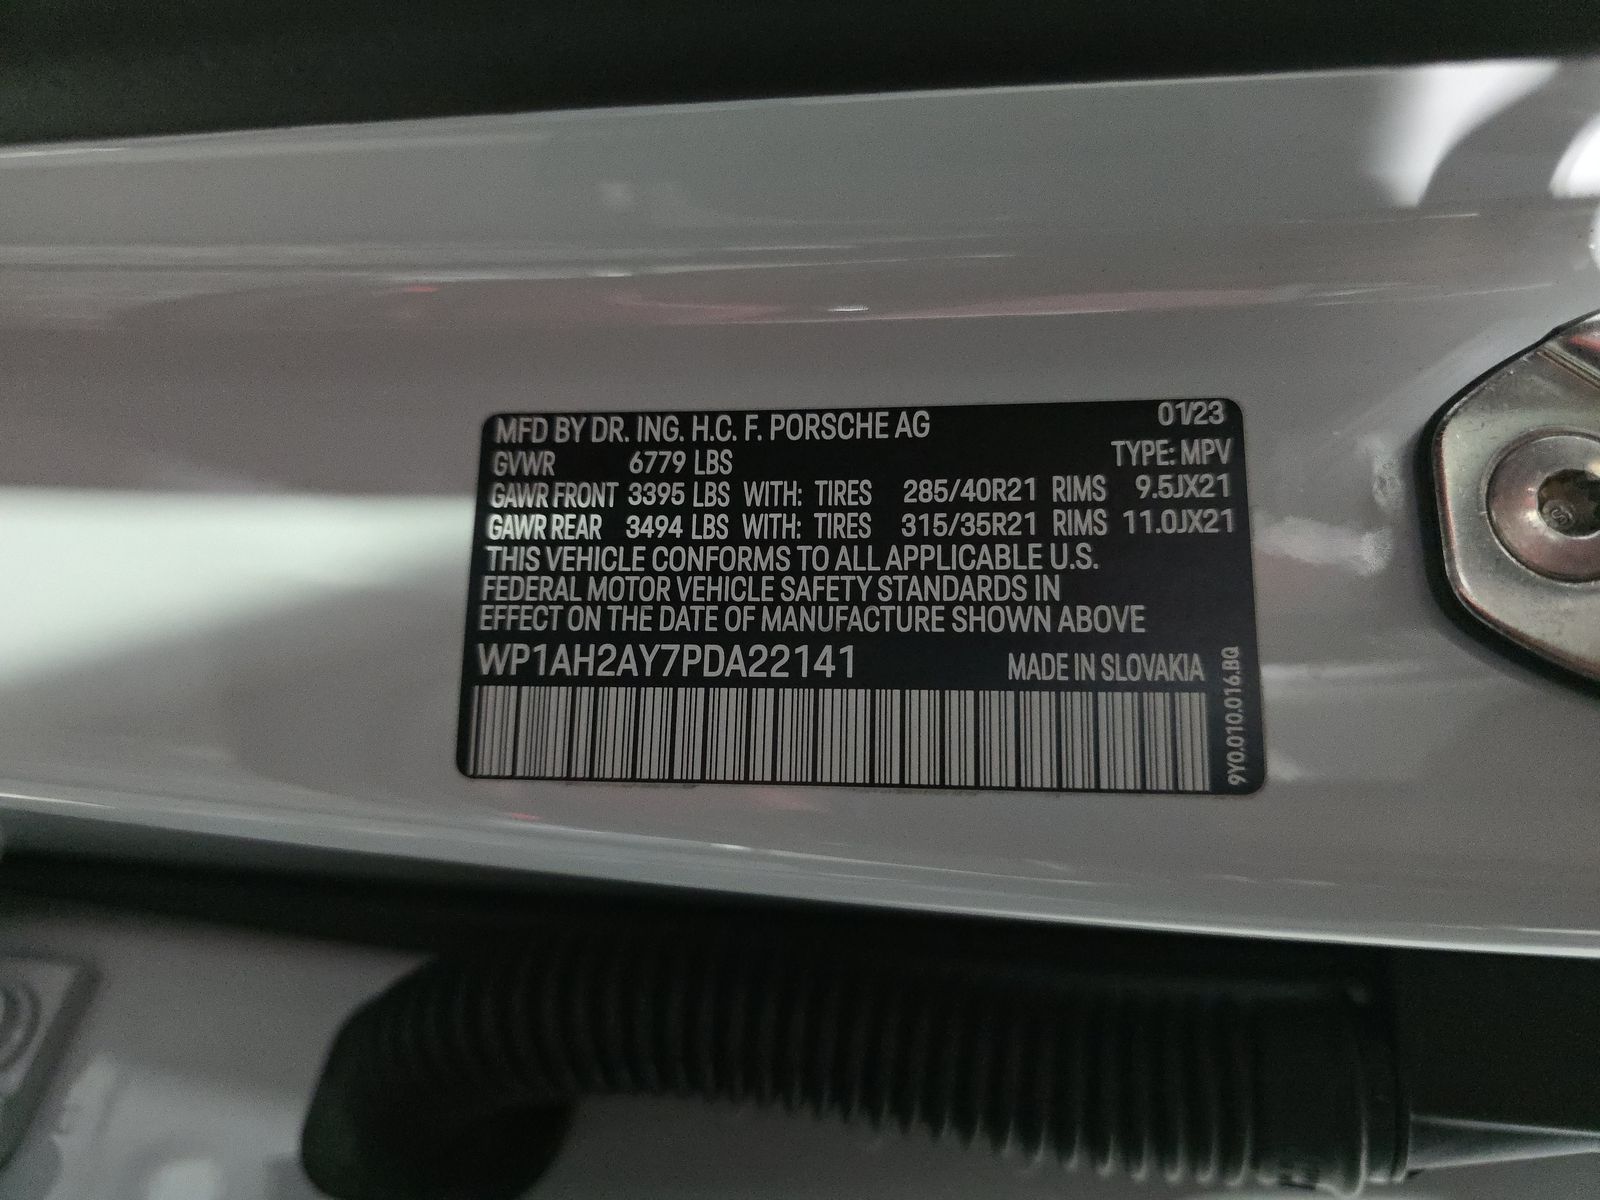 MFD BY DR. ING. H.C. F. PORSCHE AG 01/23
GVWR 6779 LBS TYPE: MPV
GAWR FRONT 3395 LBS WITH: TIRES 285/40R21 RIMS 9.5JX21
GAWR REAR 3494 LBS WITH: TIRES 315/35R21 RIMS 11.0JX21
THIS VEHICLE CONFORMS TO ALL APPLICABLE U.S.
FEDERAL MOTOR VEHICLE SAFETY STANDARDS IN
EFFECT ON THE DATE OF MANUFACTURE SHOWN ABOVE
WP1AH2AY7PDA22141 MADE IN SLOVAKIA
9Y0.010.016.BQ